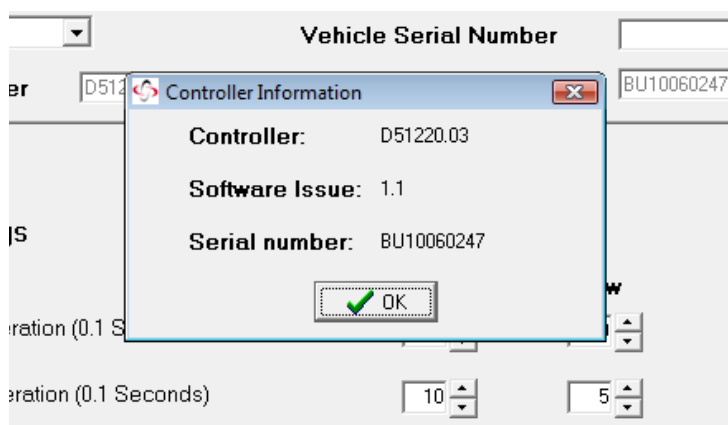 Vehicle Serial Number
er D512 BU10060247
Controller Information
Controller: D51220.03
Software Issue: 1.1
Serial number: BU10060247
gs
OK
w
eration (0.1 S
eration (0.1 Seconds) 10 5